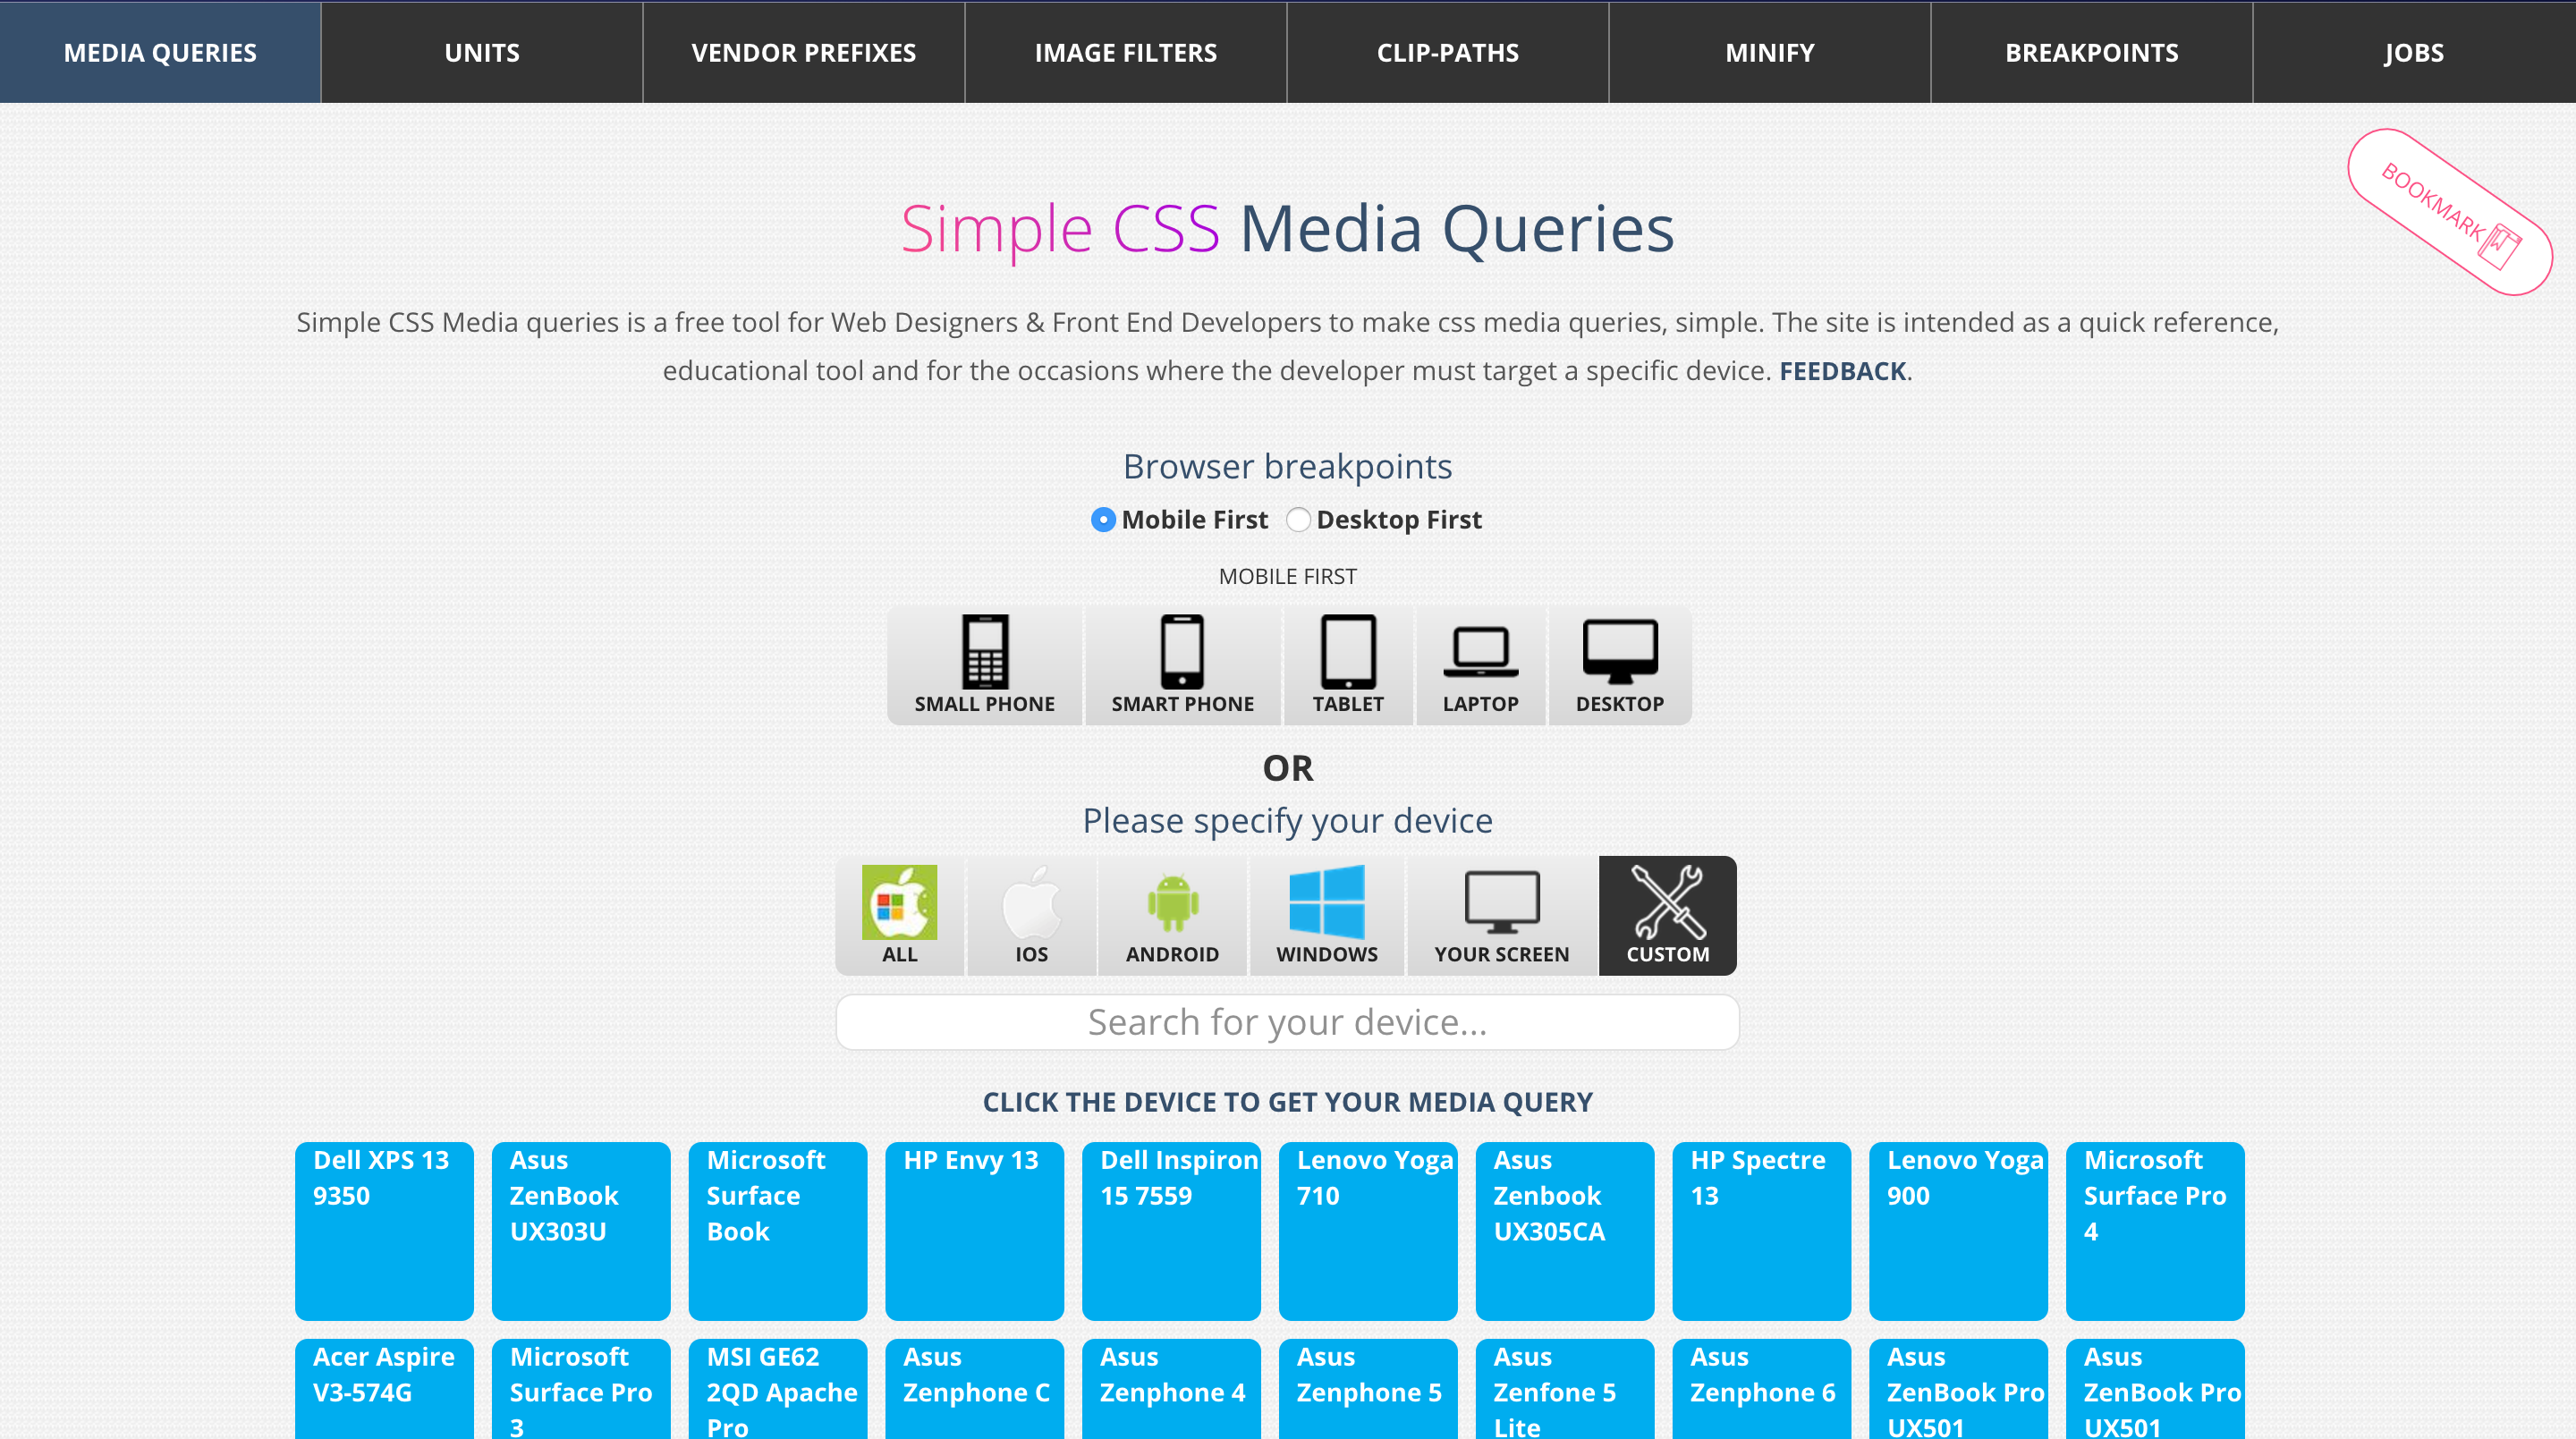 MEDIA QUERIES
UNITS
VENDOR PREFIXES
IMAGE FILTERS
CLIP-PATHS
MINIFY
BREAKPOINTS
JOBS
BOOKMARK
Simple CSS Media Queries
Simple CSS Media queries is a free tool for Web Designers & Front End Developers to make css media queries, simple. The site is intended as a quick reference,
educational tool and for the occasions where the developer must target a specific device. FEEDBACK.
Browser breakpoints
Mobile First
Desktop First
MOBILE FIRST
SMALL PHONE
SMART PHONE
TABLET
LAPTOP
DESKTOP
OR
Please specify your device
ALL
IOS
ANDROID
WINDOWS
YOUR SCREEN
CUSTOM
Search for your device...
CLICK THE DEVICE TO GET YOUR MEDIA QUERY
Dell XPS 13
9350
Asus
ZenBook
UX303U
Microsoft
Surface
Book
HP Envy 13
Dell Inspiron
15 7559
Lenovo Yoga
710
Asus
Zenbook
UX305CA
HP Spectre
13
Lenovo Yoga
900
Microsoft
Surface Pro
4
Acer Aspire
V3-574G
Microsoft
Surface Pro
3
MSI GE62
2QD Apache
Pro
Asus
Zenphone C
Asus
Zenphone 4
Asus
Zenphone 5
Asus
Zenfone 5
Lite
Asus
Zenphone 6
Asus
ZenBook Pro
UX501
Asus
ZenBook Pro
UX501